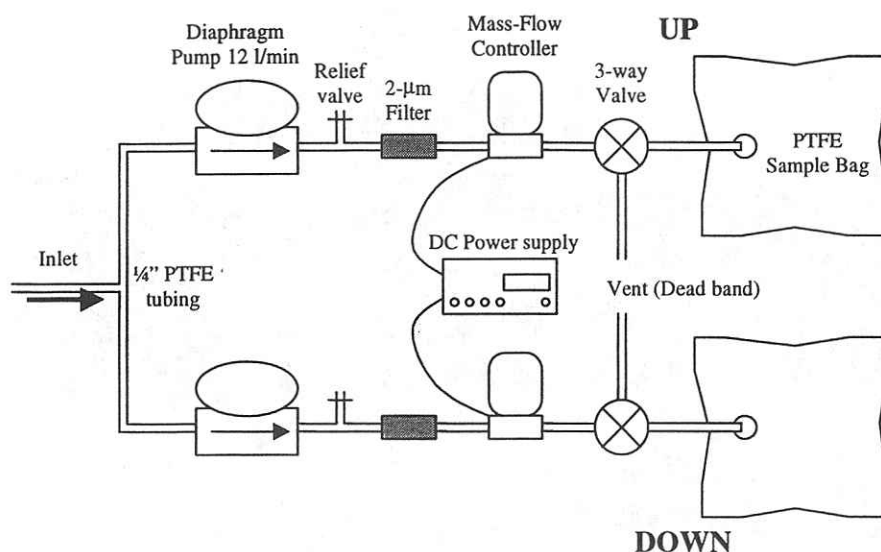 Diaphragm
Pump 12 l/min
Relief
valve
2-μm
Filter
Mass-Flow
Controller
3-way
Valve
UP
PTFE
Sample Bag
Inlet
¼” PTFE
tubing
DC Power supply
Vent (Dead band)
DOWN